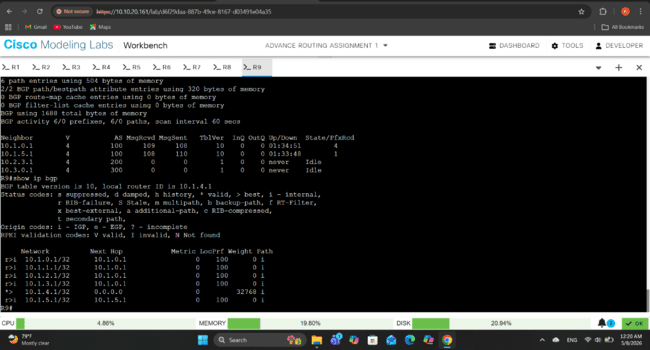 Not secure https://10.10.20.161/lab/d6f29daa-887b-49ce-8167-d03491e04a35
Gmail YouTube Maps All Bookmarks
Cisco Modeling Labs Workbench ADVANCE ROUTING ASSIGNMENT 1 DASHBOARD TOOLS DEVELOPER
R1 R2 R3 R4 R5 R6 R7 R8 R9
6 path entries using 504 bytes of memory
2/2 BGP path/bestpath attribute entries using 320 bytes of memory
0 BGP route-map cache entries using 0 bytes of memory
0 BGP filter-list cache entries using 0 bytes of memory
BGP using 1688 total bytes of memory
BGP activity 6/0 prefixes, 6/0 paths, scan interval 60 secs
Neighbor V AS MsgRcvd MsgSent TblVer InQ OutQ Up/Down State/PfxRcd
10.1.0.1 4 100 109 108 10 0 0 01:34:51 4
10.1.5.1 4 100 108 110 10 0 0 01:33:48 1
10.2.3.1 4 200 0 0 1 0 0 never Idle
10.3.0.1 4 300 0 0 1 0 0 never Idle
R9#show ip bgp
BGP table version is 10, local router ID is 10.1.4.1
Status codes: s suppressed, d damped, h history, * valid, > best, i - internal,
r RIB-failure, S Stale, m multipath, b backup-path, f RT-Filter,
x best-external, a additional-path, c RIB-compressed,
t secondary path,
Origin codes: i - IGP, e - EGP, ? - incomplete
RPKI validation codes: V valid, I invalid, N Not found
Network Next Hop Metric LocPrf Weight Path
r>i 10.1.0.1/32 10.1.0.1 0 100 0 i
r>i 10.1.1.1/32 10.1.0.1 0 100 0 i
r>i 10.1.2.1/32 10.1.0.1 0 100 0 i
r>i 10.1.3.1/32 10.1.0.1 0 100 0 i
*> 10.1.4.1/32 0.0.0.0 0 32768 i
r>i 10.1.5.1/32 10.1.5.1 0 100 0 i
R9#
CPU 4.86% MEMORY 19.80% DISK 20.94% OK
79°F
Mostly clear
Search
ENG
12:20 AM
5/8/2026